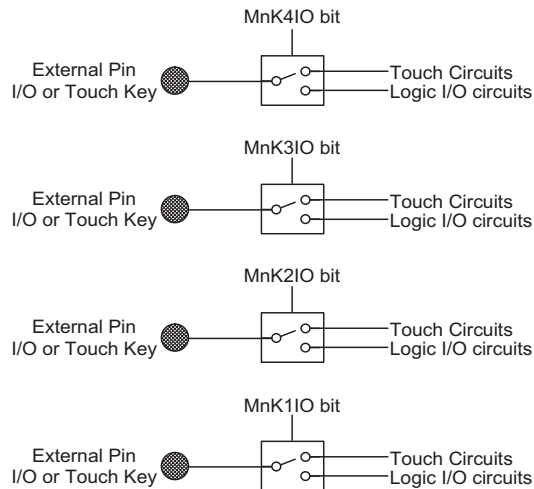 MnK4IO bit
External Pin
I/O or Touch Key
Touch Circuits
Logic I/O circuits
MnK3IO bit
External Pin
I/O or Touch Key
Touch Circuits
Logic I/O circuits
MnK2IO bit
External Pin
I/O or Touch Key
Touch Circuits
Logic I/O circuits
MnK1IO bit
External Pin
I/O or Touch Key
Touch Circuits
Logic I/O circuits